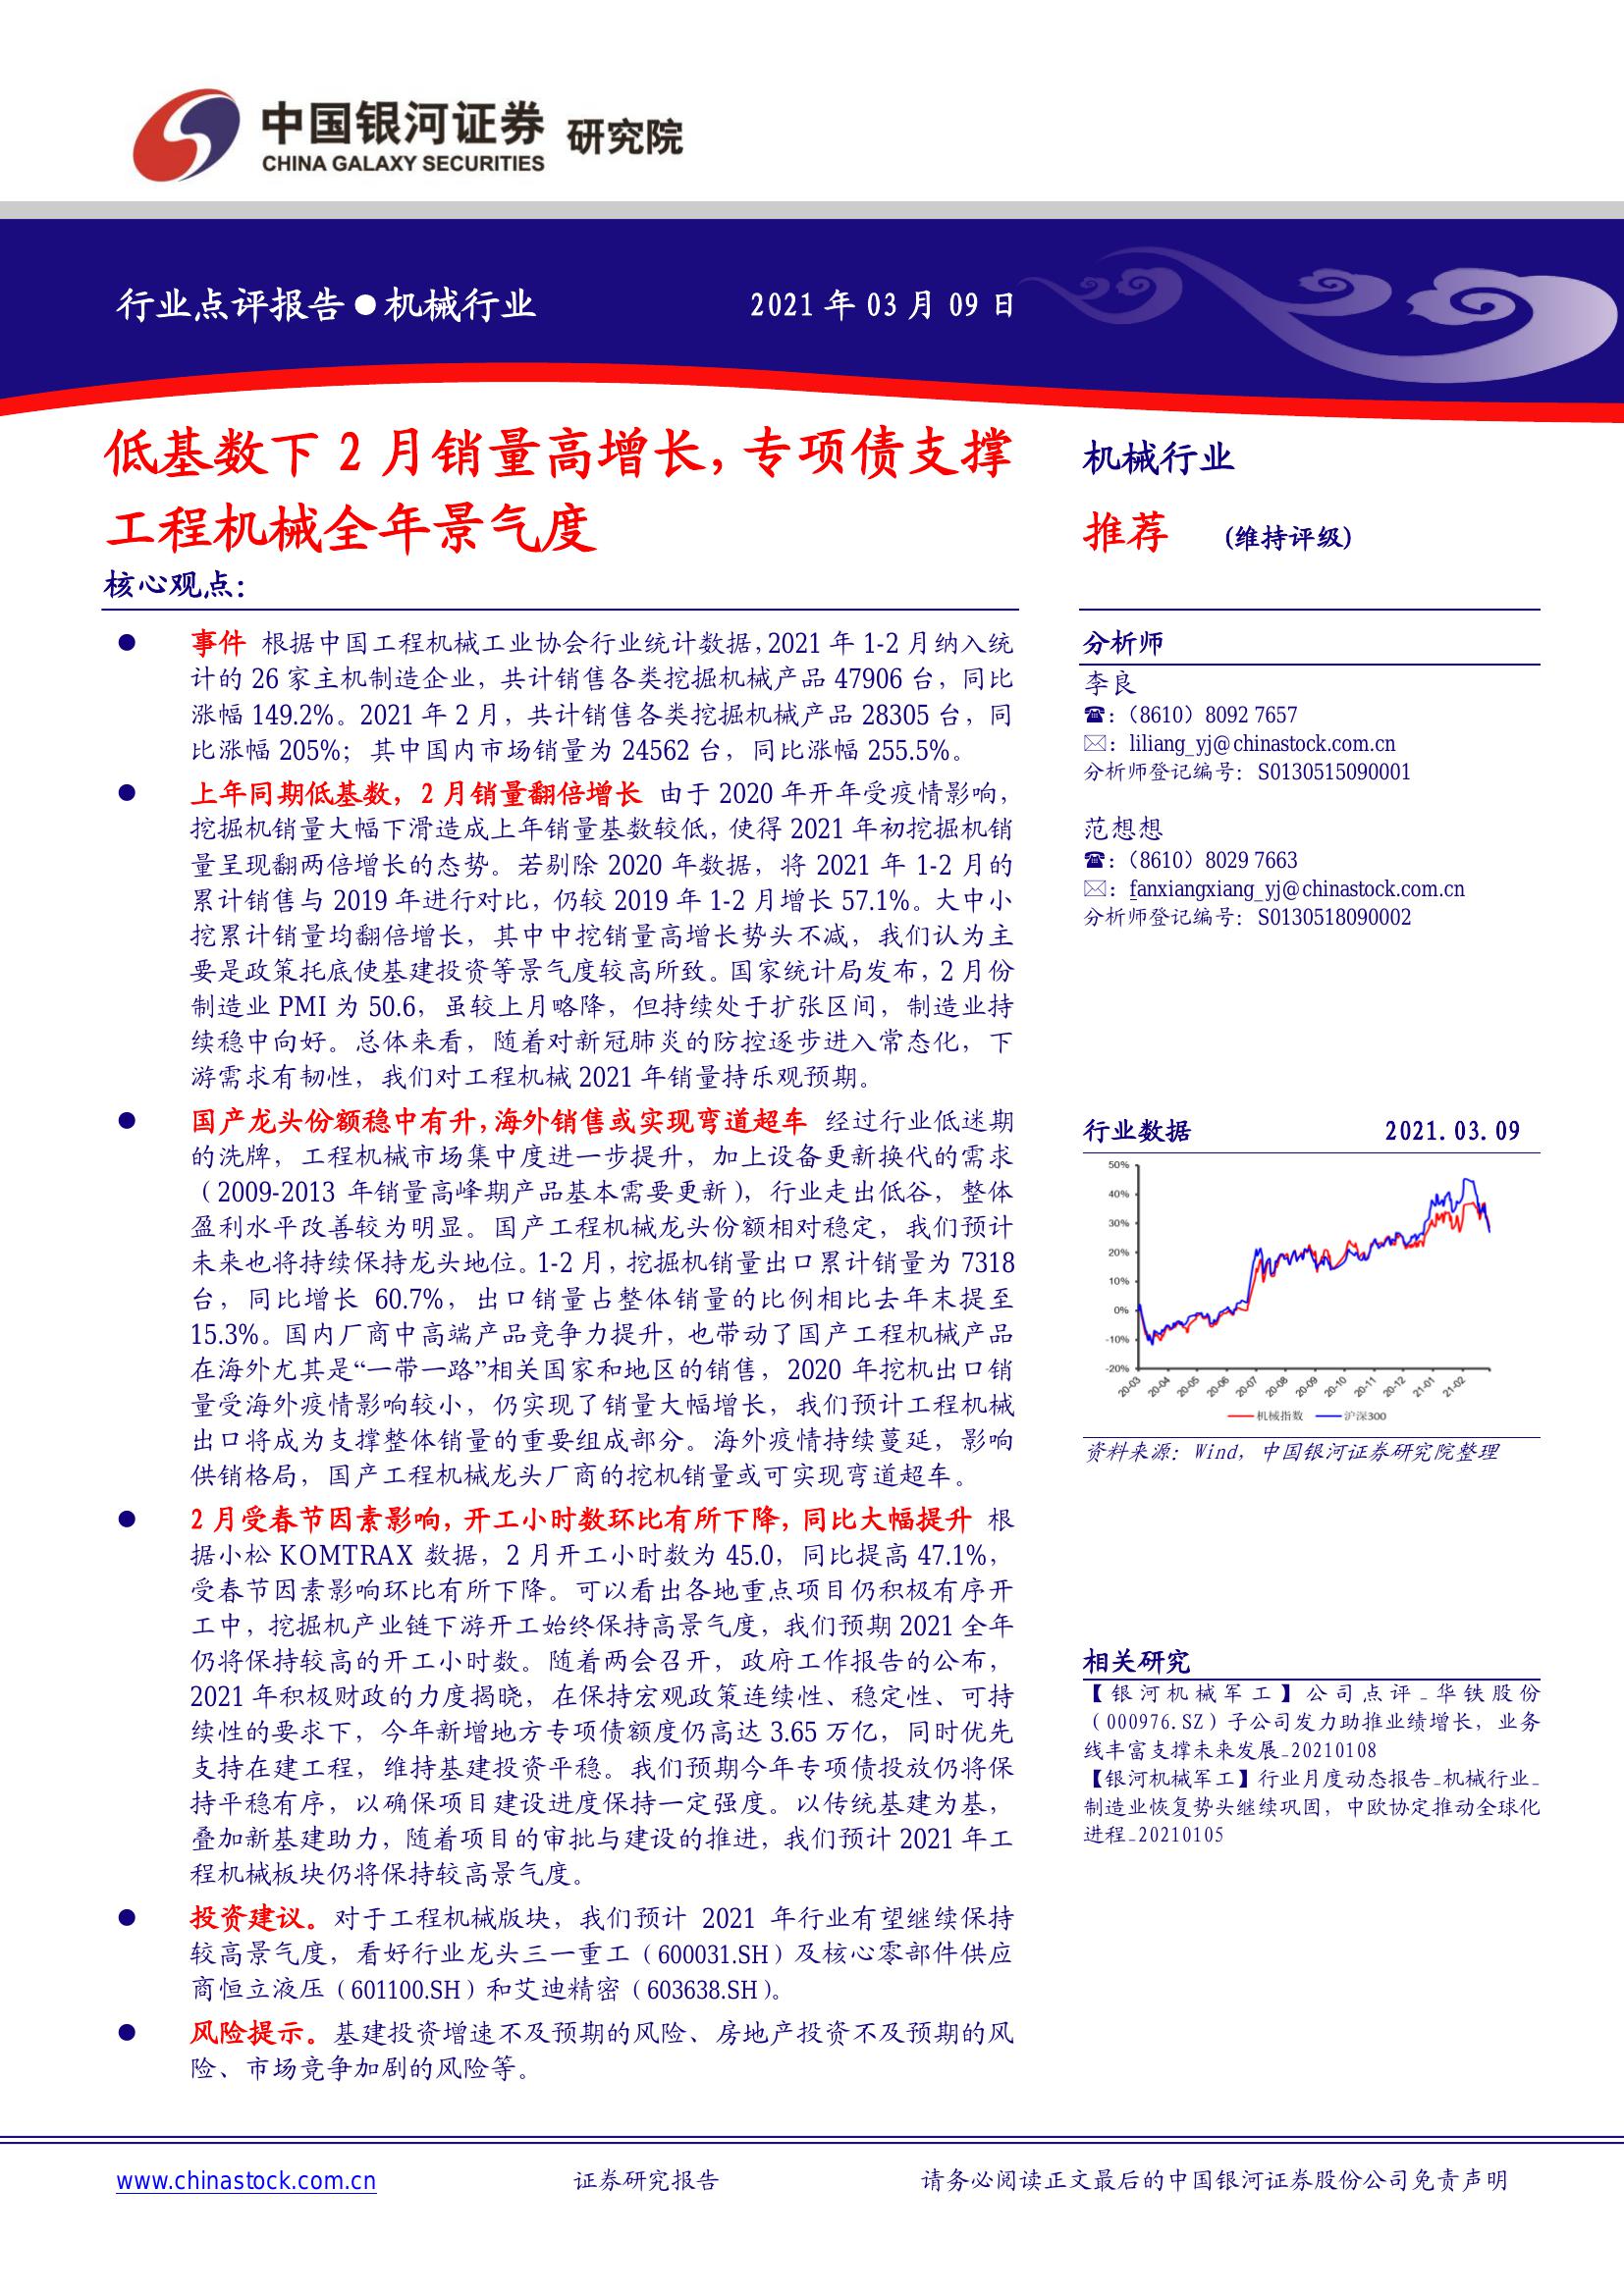 中国银河证券 研究院
CHINA GALAXY SECURITIES
行业点评报告●机械行业
2021 年 03 月 09 日
低基数下 2 月销量高增长，专项债支撑
工程机械全年景气度
核心观点：
● 事件 根据中国工程机械工业协会行业统计数据，2021 年 1-2 月纳入统
计的 26 家主机制造企业，共计销售各类挖掘机械产品 47906 台，同比
涨幅 149.2%。2021 年 2 月，共计销售各类挖掘机械产品 28305 台，同
比涨幅 205%；其中国内市场销量为 24562 台，同比涨幅 255.5%。
● 上年同期低基数，2 月销量翻倍增长 由于 2020 年开年受疫情影响，
挖掘机销量大幅下滑造成上年销量基数较低，使得 2021 年初挖掘机销
量呈现翻两倍增长的态势。若剔除 2020 年数据，将 2021 年 1-2 月的
累计销售与 2019 年进行对比，仍较 2019 年 1-2 月增长 57.1%。大中小
挖累计销量均翻倍增长，其中中挖销量高增长势头不减，我们认为主
要是政策托底使基建投资等景气度较高所致。国家统计局发布，2 月份
制造业 PMI 为 50.6，虽较上月略降，但持续处于扩张区间，制造业持
续稳中向好。总体来看，随着对新冠肺炎的防控逐步进入常态化，下
游需求有韧性，我们对工程机械 2021 年销量持乐观预期。
● 国产龙头份额稳中有升，海外销售或实现弯道超车 经过行业低迷期
的洗牌，工程机械市场集中度进一步提升，加上设备更新换代的需求
（2009-2013 年销量高峰期产品基本需要更新），行业走出低谷，整体
盈利水平改善较为明显。国产工程机械龙头份额相对稳定，我们预计
未来也将持续保持龙头地位。1-2 月，挖掘机销量出口累计销量为 7318
台，同比增长 60.7%，出口销量占整体销量的比例相比去年末提至
15.3%。国内厂商中高端产品竞争力提升，也带动了国产工程机械产品
在海外尤其是“一带一路”相关国家和地区的销售，2020 年挖机出口销
量受海外疫情影响较小，仍实现了销量大幅增长，我们预计工程机械
出口将成为支撑整体销量的重要组成部分。海外疫情持续蔓延，影响
供销格局，国产工程机械龙头厂商的挖机销量或可实现弯道超车。
● 2 月受春节因素影响，开工小时数环比有所下降，同比大幅提升 根
据小松 KOMTRAX 数据，2 月开工小时数为 45.0，同比提高 47.1%，
受春节因素影响环比有所下降。可以看出各地重点项目仍积极有序开
工中，挖掘机产业链下游开工始终保持高景气度，我们预期 2021 全年
仍将保持较高的开工小时数。随着两会召开，政府工作报告的公布，
2021 年积极财政的力度揭晓，在保持宏观政策连续性、稳定性、可持
续性的要求下，今年新增地方专项债额度仍高达 3.65 万亿，同时优先
支持在建工程，维持基建投资平稳。我们预期今年专项债投放仍将保
持平稳有序，以确保项目建设进度保持一定强度。以传统基建为基，
叠加新基建助力，随着项目的审批与建设的推进，我们预计 2021 年工
程机械板块仍将保持较高景气度。
● 投资建议。对于工程机械版块，我们预计 2021 年行业有望继续保持
较高景气度，看好行业龙头三一重工（600031.SH）及核心零部件供应
商恒立液压（601100.SH）和艾迪精密（603638.SH）。
● 风险提示。基建投资增速不及预期的风险、房地产投资不及预期的风
险、市场竞争加剧的风险等。
机械行业
推荐 (维持评级)
分析师
李良
☎：（8610）8092 7657
✉：liliang_yj@chinastock.com.cn
分析师登记编号：S0130515090001
范想想
☎：（8610）8029 7663
✉：fanxiangxiang_yj@chinastock.com.cn
分析师登记编号：S0130518090002
行业数据 2021.03.09
50%
40%
30%
20%
10%
0%
-10%
-20%
20-03 20-04 20-05 20-06 20-07 20-08 20-09 20-10 20-11 20-12 21-01 21-02
机械指数 沪深300
资料来源：Wind，中国银河证券研究院整理
相关研究
【银河机械军工】公司点评_华铁股份
（000976.SZ）子公司发力助推业绩增长，业务
线丰富支撑未来发展_20210108
【银河机械军工】行业月度动态报告_机械行业_
制造业恢复势头继续巩固，中欧协定推动全球化
进程_20210105
www.chinastock.com.cn 证券研究报告 请务必阅读正文最后的中国银河证券股份公司免责声明